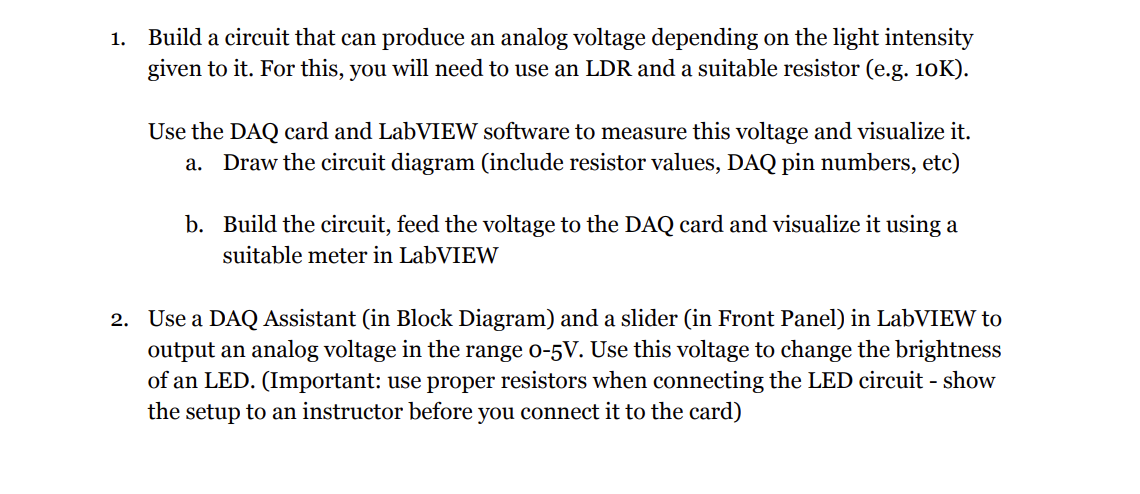 1. Build a circuit that can produce an analog voltage depending on the light intensity
given to it. For this, you will need to use an LDR and a suitable resistor (e.g. 10K).
Use the DAQ card and LabVIEW software to measure this voltage and visualize it.
a. Draw the circuit diagram (include resistor values, DAQ pin numbers, etc)
b. Build the circuit, feed the voltage to the DAQ card and visualize it using a
suitable meter in LabVIEW
2. Use a DAQ Assistant (in Block Diagram) and a slider (in Front Panel) in LabVIEW to
output an analog voltage in the range 0-5V. Use this voltage to change the brightness
of an LED. (Important: use proper resistors when connecting the LED circuit - show
the setup to an instructor before you connect it to the card)